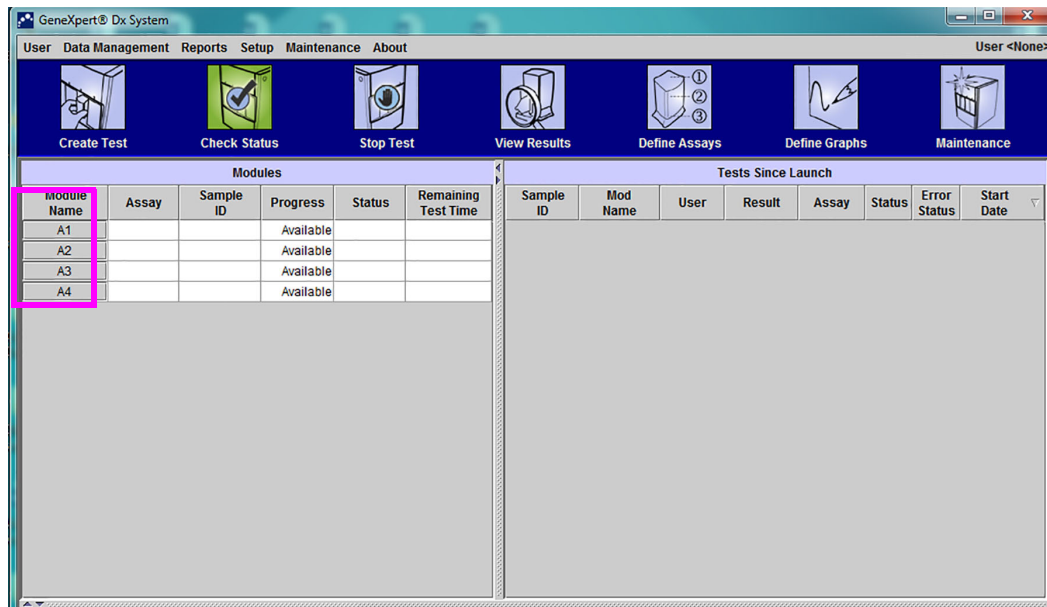 GeneXpert® Dx System
User Data Management Reports Setup Maintenance About User <None>
① ② ③
Create Test Check Status Stop Test View Results Define Assays Define Graphs Maintenance
Modules Tests Since Launch
Module Name Assay Sample ID Progress Status Remaining Test Time Sample ID Mod Name User Result Assay Status Error Status Start Date
A1 Available
A2 Available
A3 Available
A4 Available